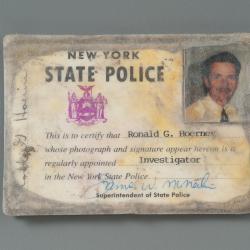 NEW YORK
STATE POLICE
This is to certify that Ronald G. Hoerney
whose photograph and signature appear hereon is a
regularly appointed Investigator
in the New York State Police.
Superintendent of State Police